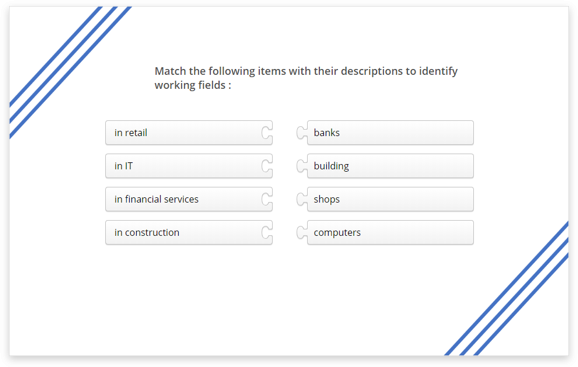 Match the following items with their descriptions to identify
working fields :
in retail
banks
in IT
building
in financial services
shops
in construction
computers